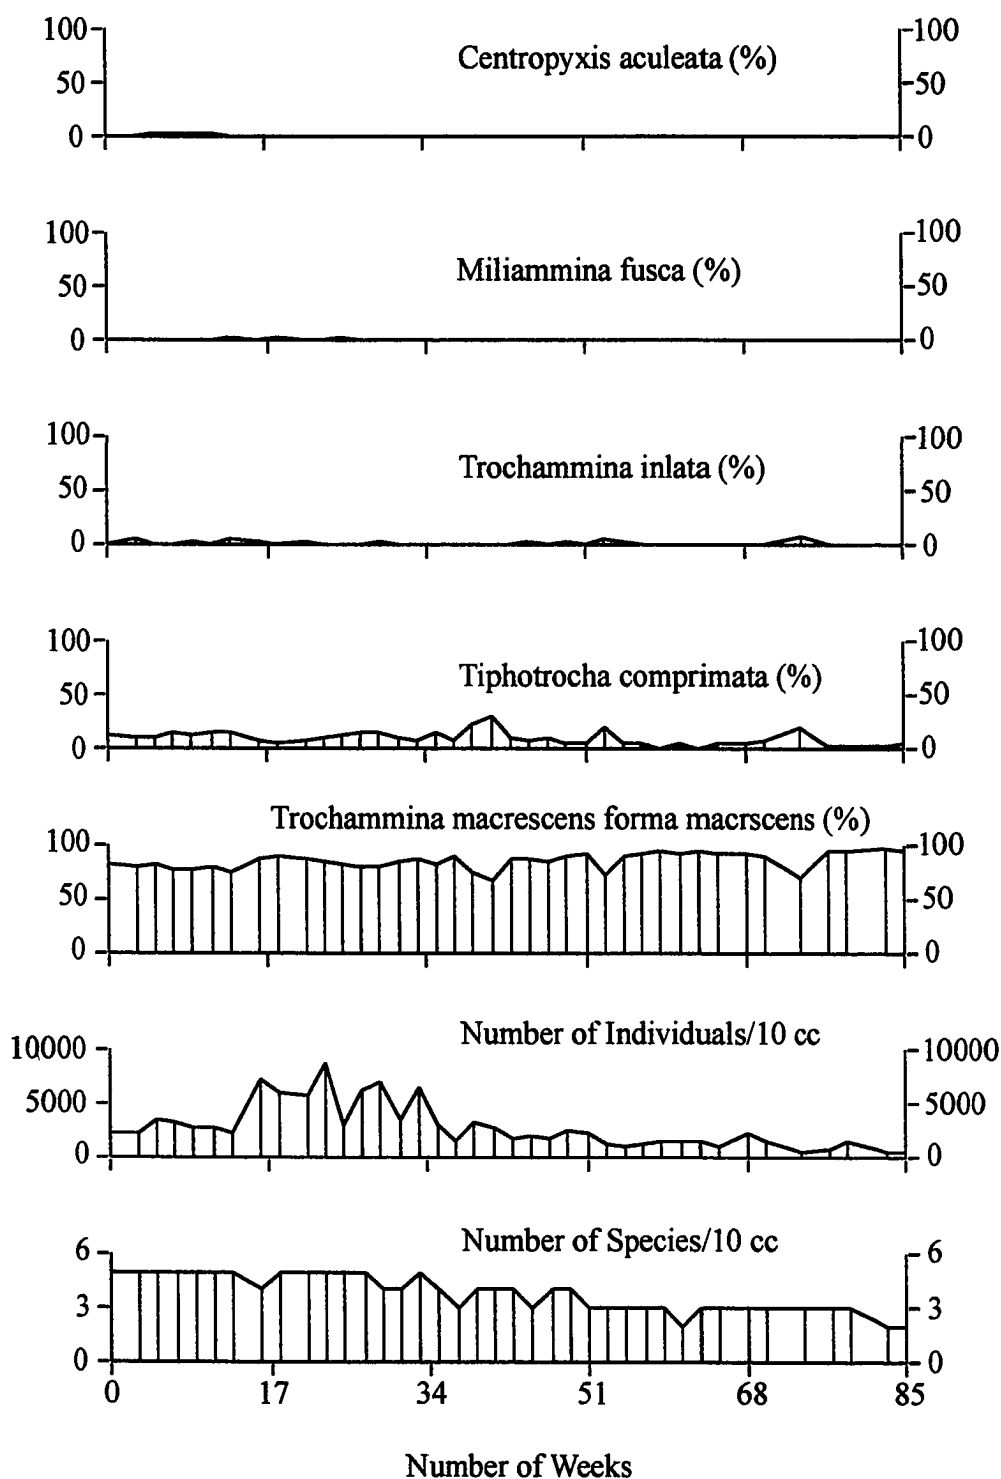 100 100
Centropyxis aculeata (%)
50 50
0 0
100 100
Miliammina fusca (%)
50 50
0 0
100 100
Trochammina inlata (%)
50 50
0 0
100 100
Tiphotrocha comprimata (%)
50 50
0 0
Trochammina macrescens forma macrscens (%)
100 100
50 50
0 0
Number of Individuals/10 cc
10000 10000
5000 5000
0 0
Number of Species/10 cc
6 6
3 3
0 0
0 17 34 51 68 85
Number of Weeks